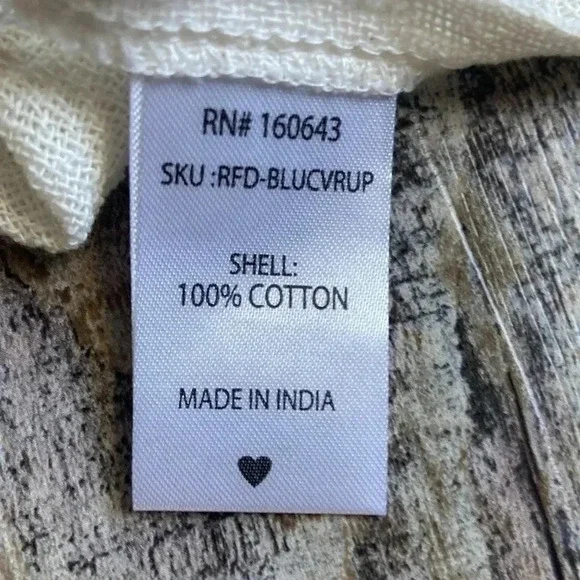 RN# 160643
SKU :RFD-BLUCVRUP
SHELL:
100% COTTON
MADE IN INDIA